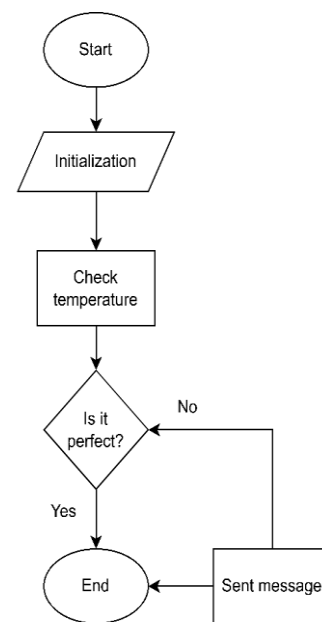 Start
Initialization
Check
temperature
Is it
perfect?
No
Yes
End
Sent message